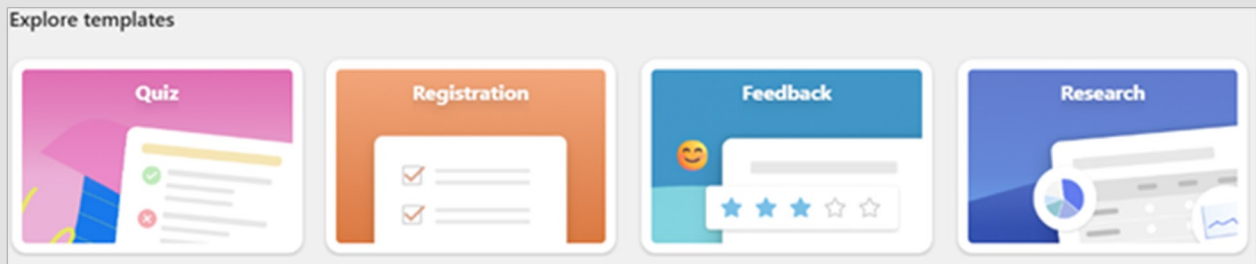 Explore templates
Quiz
Registration
Feedback
Research